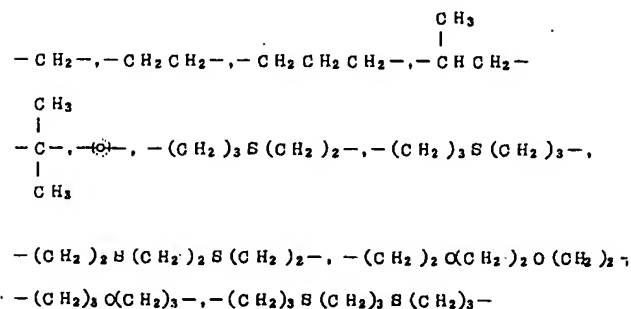 CH₃
−CH₂−,−CH₂CH₂−,−CH₂CH₂CH₂−,−CHCH₂−
CH₃
−C−, −, −(CH₂)₃S(CH₂)₂−,−(CH₂)₃S(CH₂)₃−,
CH₃
−(CH₂)₂S(CH₂)₂S(CH₂)₂−, −(CH₂)₂O(CH₂)₂O(CH₂)₂−,
−(CH₂)₃O(CH₂)₃−,−(CH₂)₃S(CH₂)₃S(CH₂)₃−